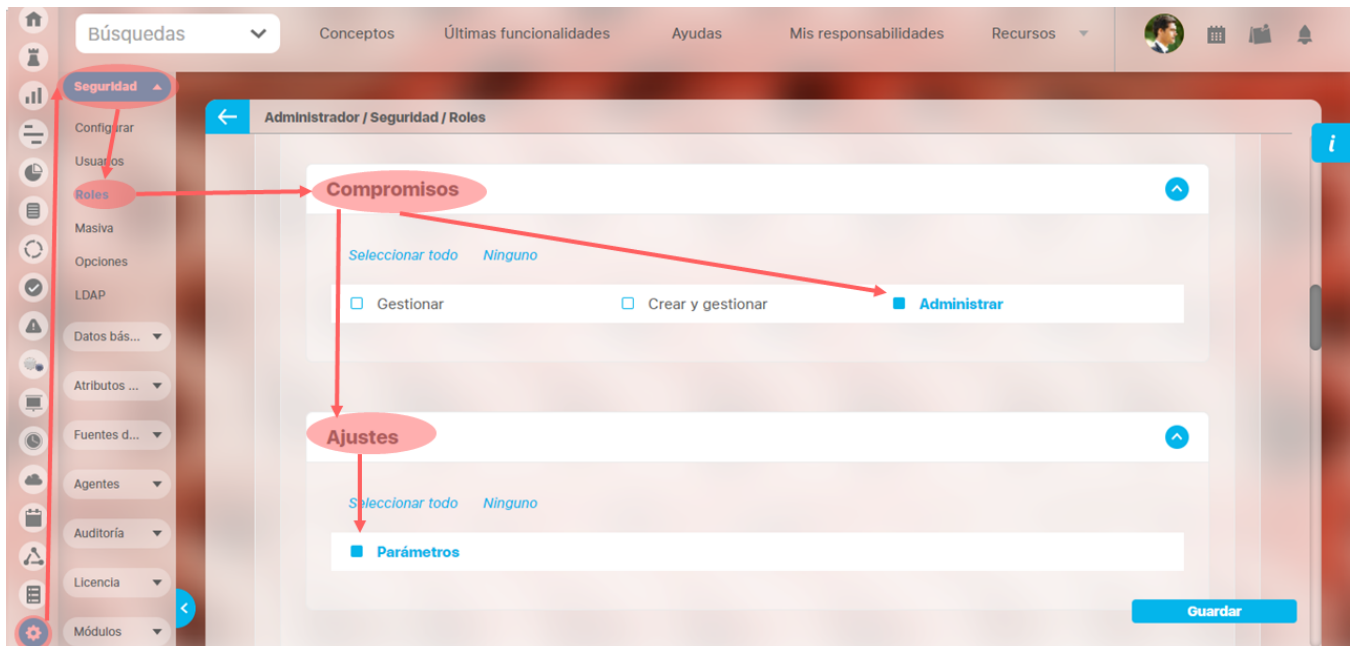 Búsquedas
Conceptos
Últimas funcionalidades
Ayudas
Mis responsabilidades
Recursos
Seguridad
Configurar
Usuarios
Roles
Masiva
Opciones
LDAP
Datos bás...
Atributos ...
Fuentes d...
Agentes
Auditoría
Licencia
Módulos
Administrador / Seguridad / Roles
i
Compromisos
Seleccionar todo Ninguno
Gestionar Crear y gestionar Administrar
Ajustes
Seleccionar todo Ninguno
Parámetros
Guardar